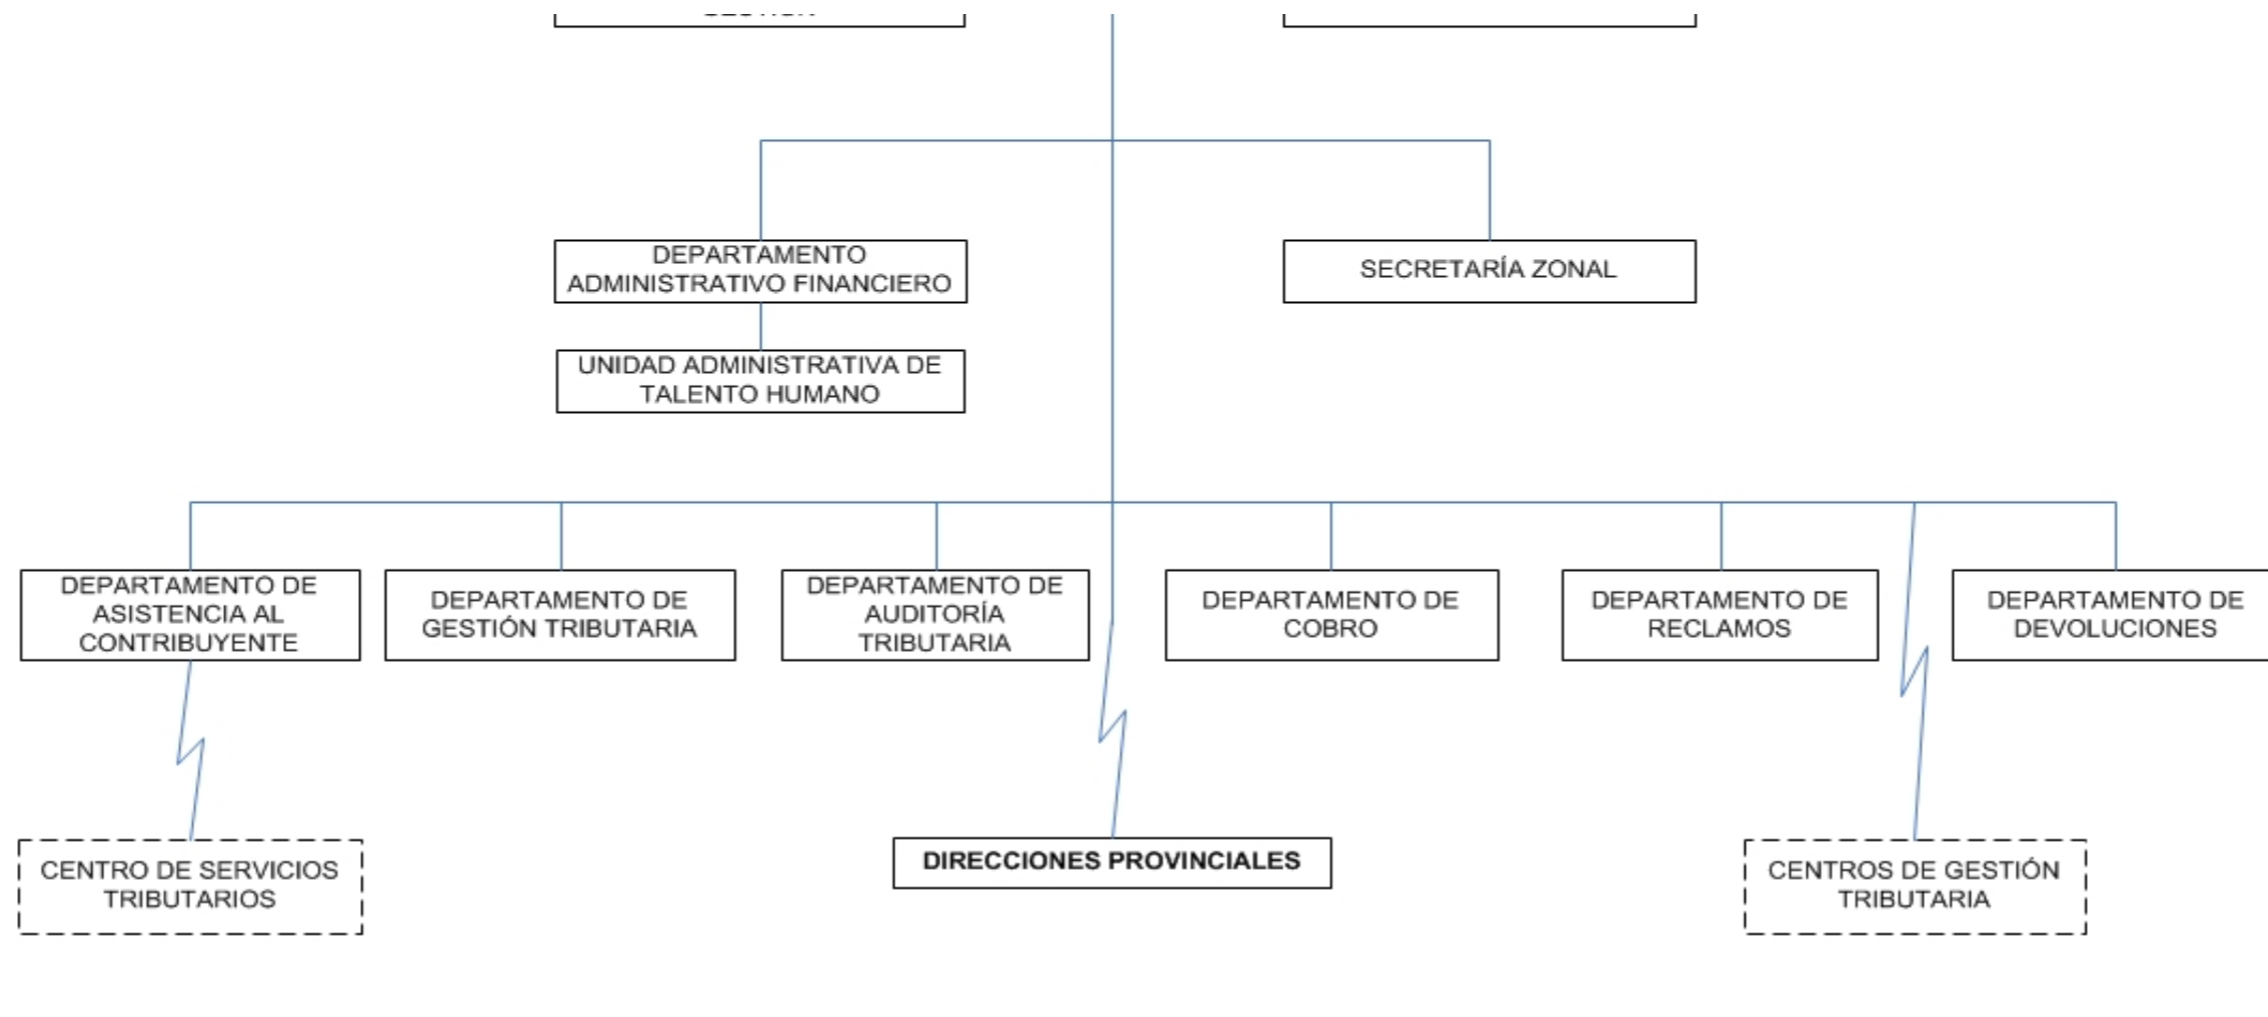 DEPARTAMENTO
ADMINISTRATIVO FINANCIERO
SECRETARÍA ZONAL
UNIDAD ADMINISTRATIVA DE
TALENTO HUMANO
DEPARTAMENTO DE
ASISTENCIA AL
CONTRIBUYENTE
DEPARTAMENTO DE
GESTIÓN TRIBUTARIA
DEPARTAMENTO DE
AUDITORÍA
TRIBUTARIA
DEPARTAMENTO DE
COBRO
DEPARTAMENTO DE
RECLAMOS
DEPARTAMENTO DE
DEVOLUCIONES
CENTRO DE SERVICIOS
TRIBUTARIOS
DIRECCIONES PROVINCIALES
CENTROS DE GESTIÓN
TRIBUTARIA